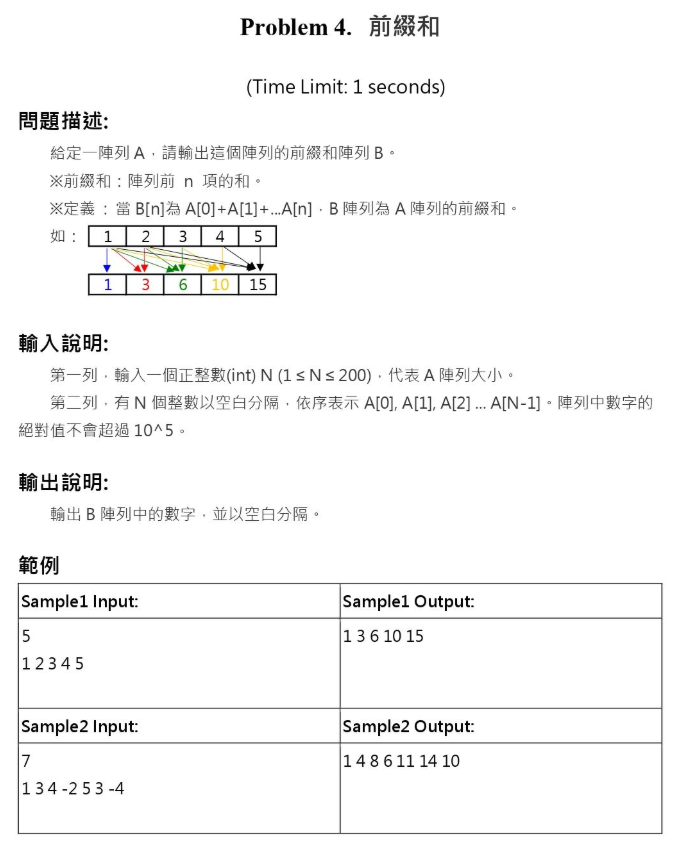 Problem 4. 前綴和
(Time Limit: 1 seconds)
問題描述:
給定一陣列 A，請輸出這個陣列的前綴和陣列 B。
※前綴和：陣列前 n 項的和。
※定義 ：當 B[n]為 A[0]+A[1]+...A[n]，B 陣列為 A 陣列的前綴和。
如： 1 2 3 4 5
1 3 6 10 15
輸入說明:
第一列，輸入一個正整數(int) N (1 ≤ N ≤ 200)，代表 A 陣列大小。
第二列，有 N 個整數以空白分隔，依序表示 A[0], A[1], A[2] ... A[N-1]。陣列中數字的
絕對值不會超過 10^5。
輸出說明:
輸出 B 陣列中的數字，並以空白分隔。
範例
Sample1 Input: Sample1 Output:
5 1 3 6 10 15
1 2 3 4 5
Sample2 Input: Sample2 Output:
7 1 4 8 6 11 14 10
1 3 4 -2 5 3 -4